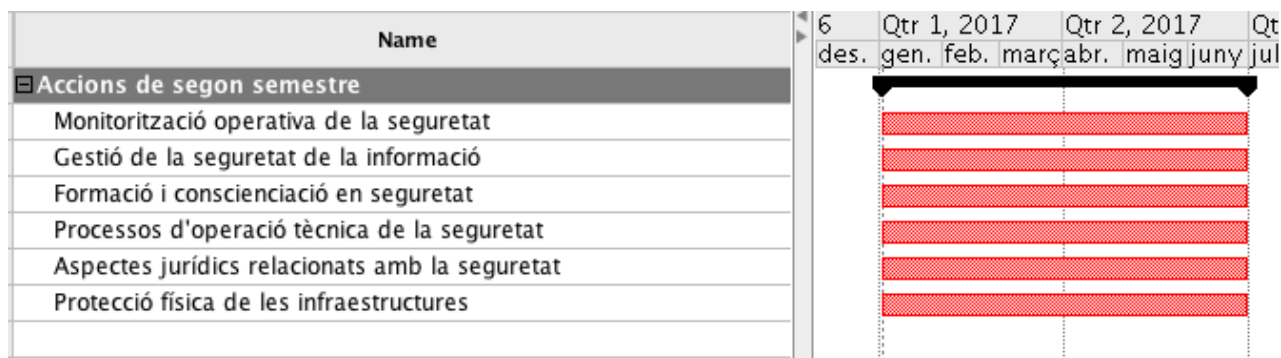 Name
6 Qtr 1, 2017 Qtr 2, 2017 Qt
des. gen. feb. març abr. maig juny jul
Accions de segon semestre
Monitorització operativa de la seguretat
Gestió de la seguretat de la informació
Formació i conscienciació en seguretat
Processos d'operació tècnica de la seguretat
Aspectes jurídics relacionats amb la seguretat
Protecció física de les infraestructures